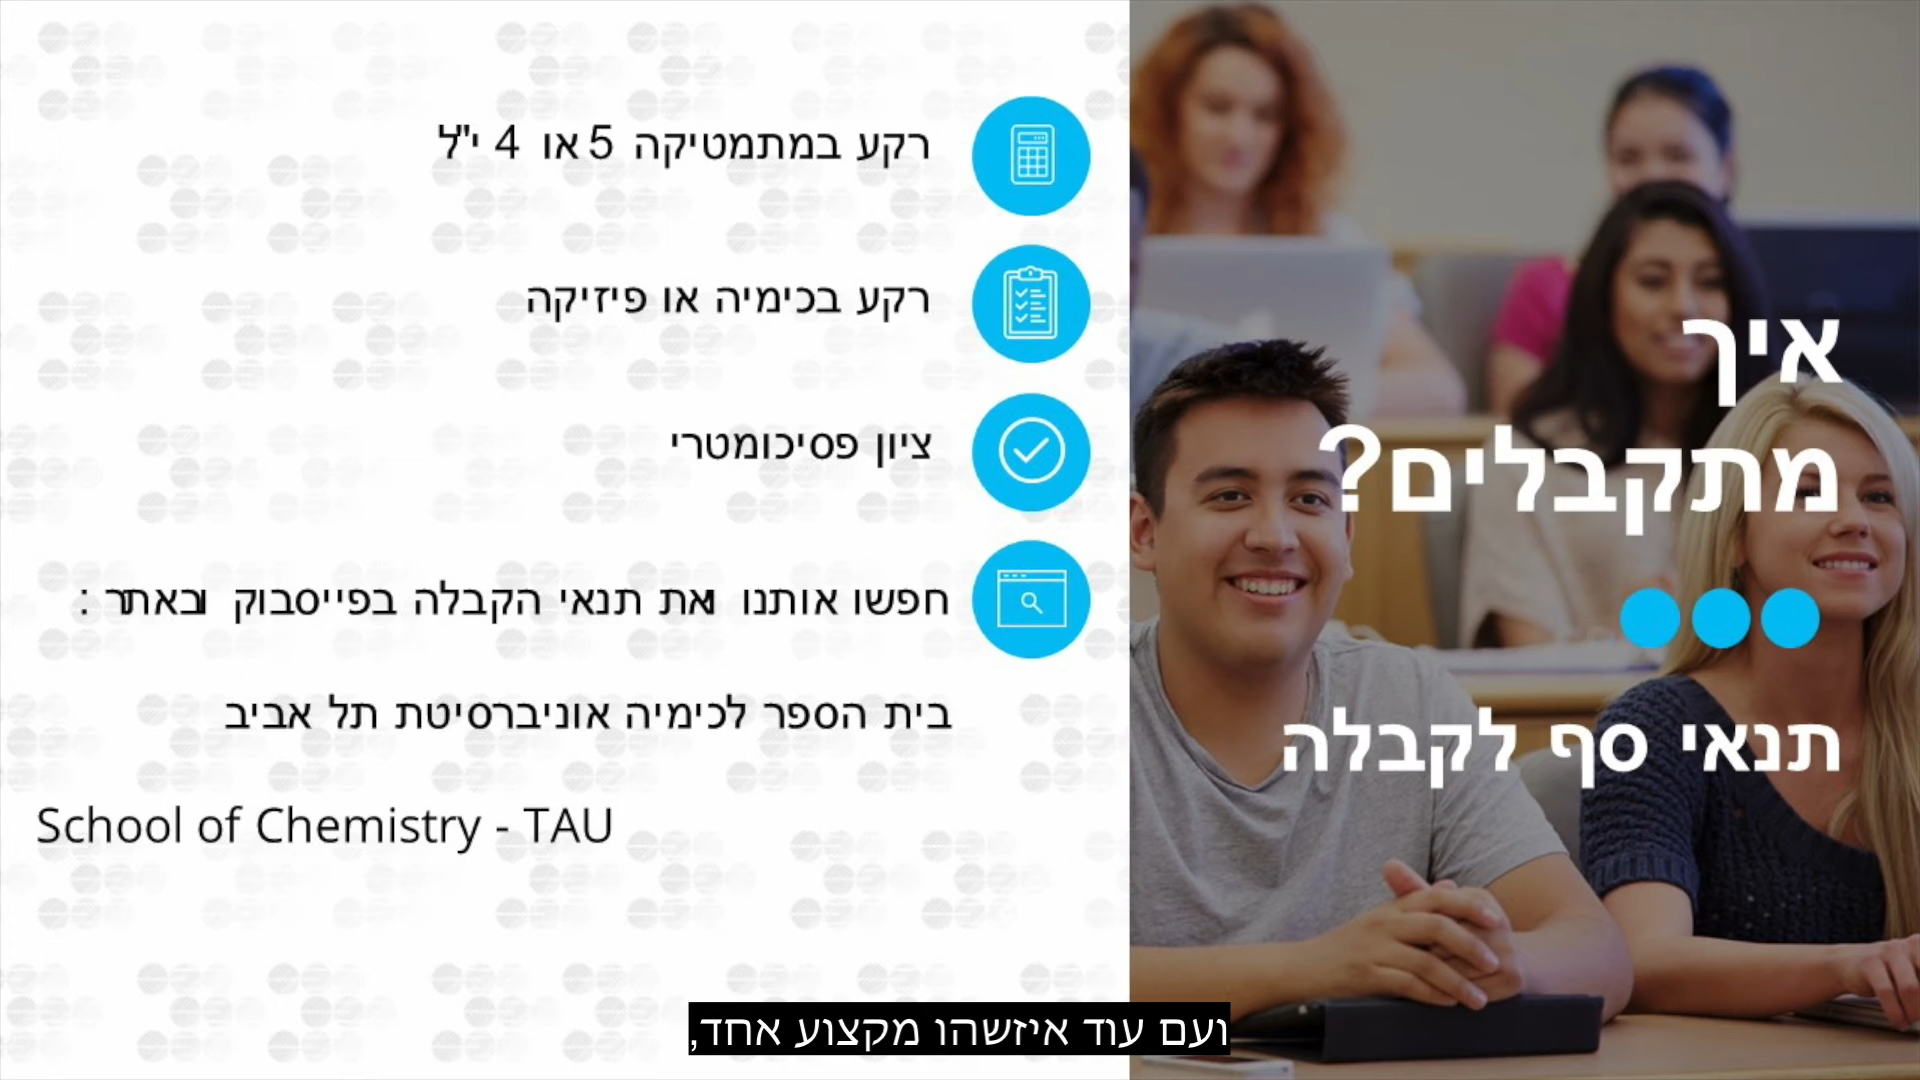 איך
מתקבלים?
תנאי סף לקבלה
רקע במתמטיקה 5 או 4 י"ל
רקע בכימיה או פיזיקה
ציון פסיכומטרי
חפשו אותנו ואת תנאי הקבלה בפייסבוק ובאתר :
בית הספר לכימיה אוניברסיטת תל אביב
School of Chemistry - TAU
ועם עוד איזשהו מקצוע אחד,